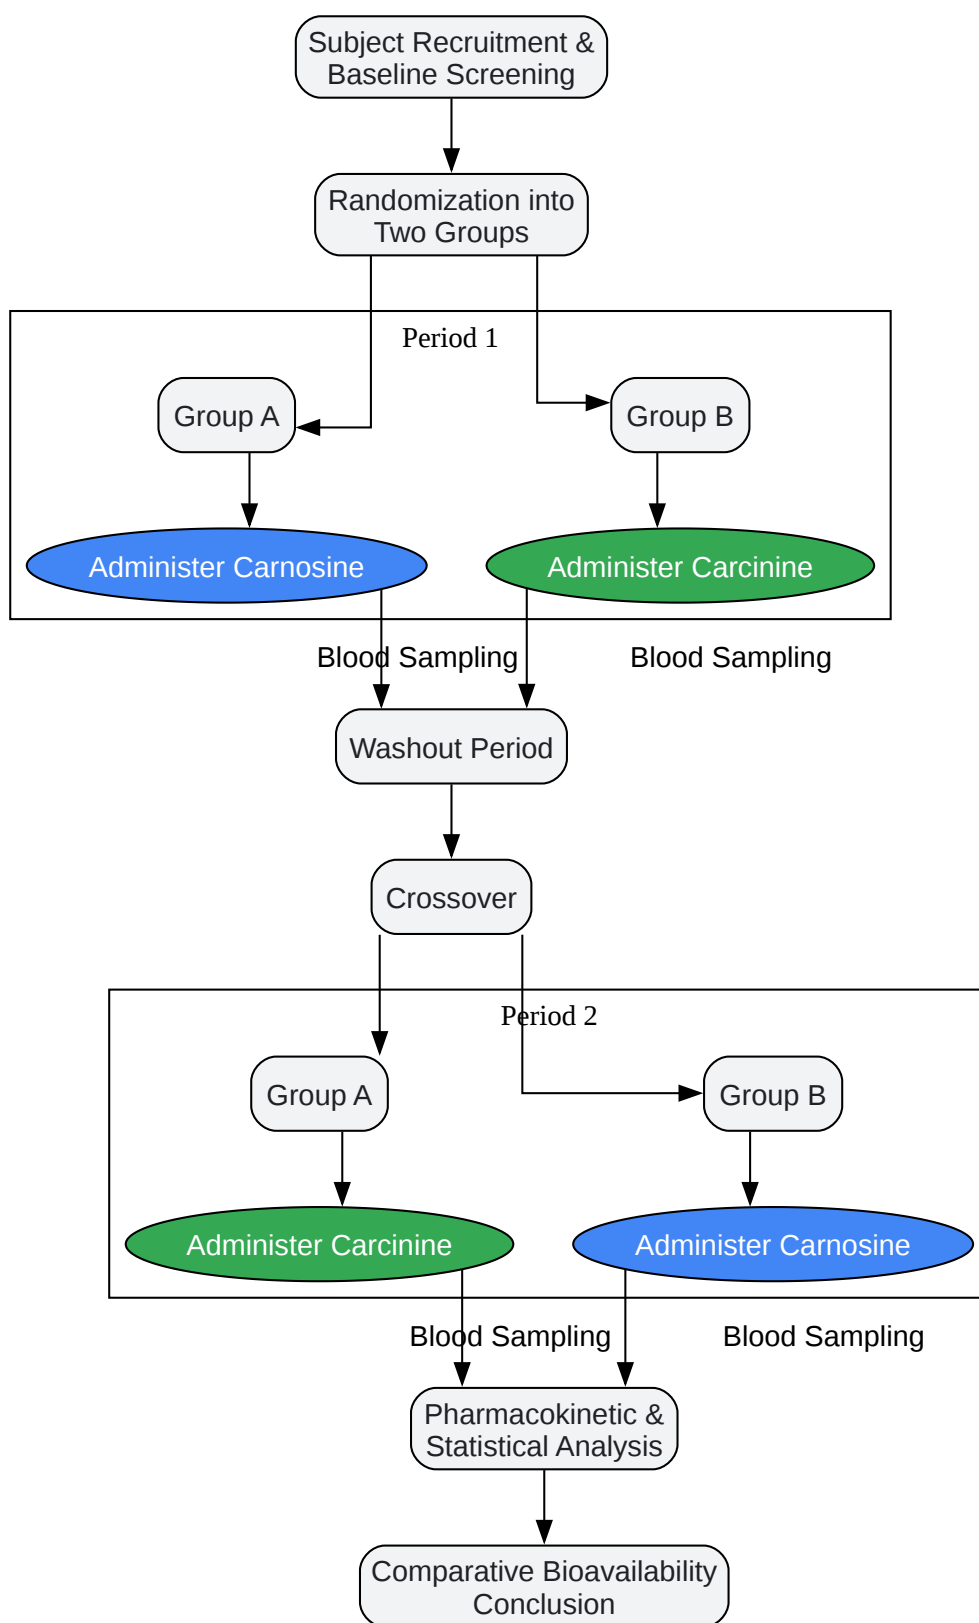 Subject Recruitment &
Baseline Screening
Randomization into
Two Groups
Period 1
Group A
Group B
Administer Carnosine
Administer Carcinine
Blood Sampling
Blood Sampling
Washout Period
Crossover
Period 2
Group A
Group B
Administer Carcinine
Administer Carnosine
Blood Sampling
Blood Sampling
Pharmacokinetic &
Statistical Analysis
Comparative Bioavailability
Conclusion